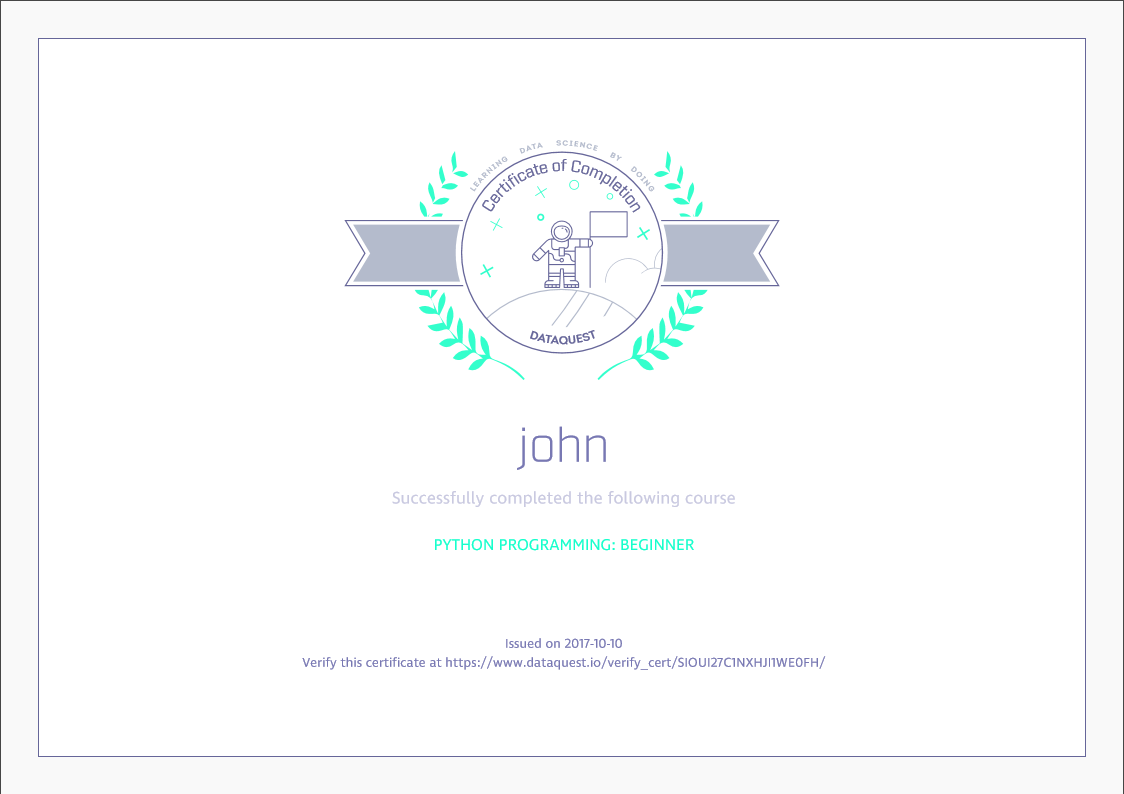 LEARNING DATA SCIENCE BY DOING
Certificate of Completion
DATAQUEST
john
Successfully completed the following course
PYTHON PROGRAMMING: BEGINNER
Issued on 2017-10-10
Verify this certificate at https://www.dataquest.io/verify_cert/SIOUI27C1NXHJI1WE0FH/